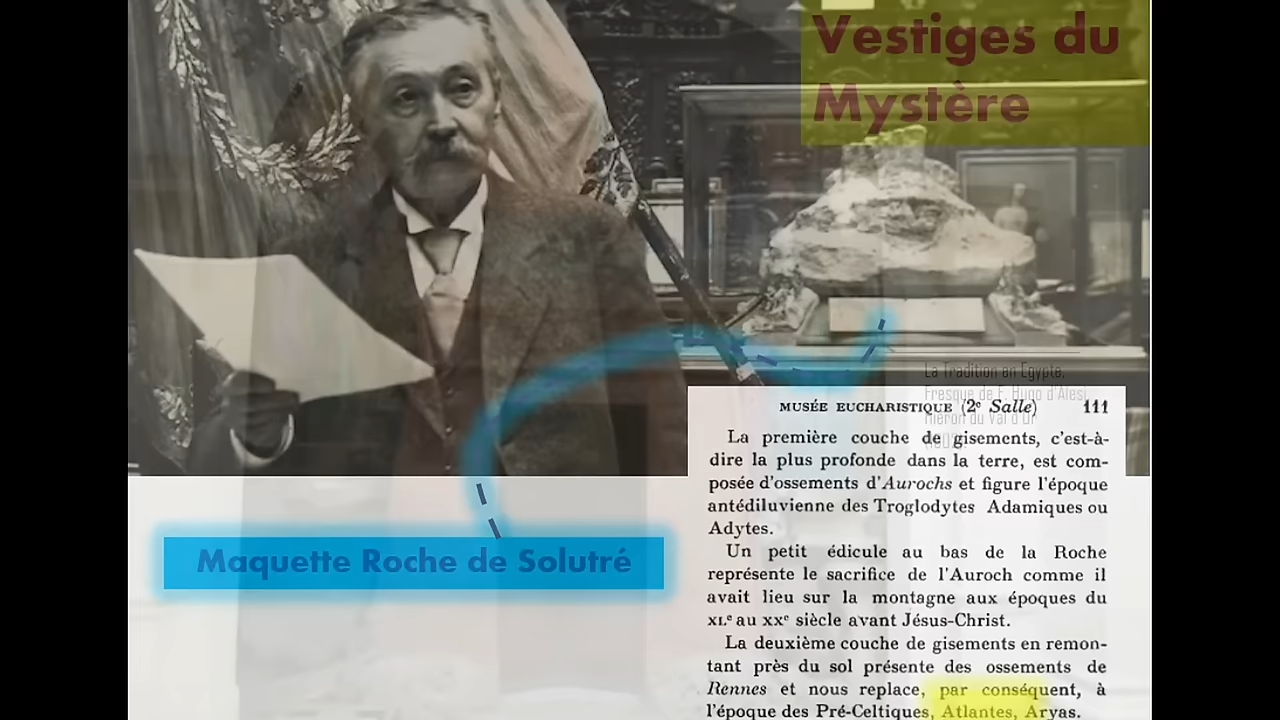 Vestiges du
Mystère
La Tradition en Egypte,
Fresque de F. Hugo d'Alesi
Hiéron du Val d'Or
Maquette Roche de Solutré
MUSÉE EUCHARISTIQUE (2e Salle) 111
La première couche de gisements, c'est-à-
dire la plus profonde dans la terre, est com-
posée d'ossements d'Aurochs et figure l'époque
antédiluvienne des Troglodytes Adamiques ou
Adytes.
Un petit édicule au bas de la Roche
représente le sacrifice de l'Auroch comme il
avait lieu sur la montagne aux époques du
XLe au XXe siècle avant Jésus-Christ.
La deuxième couche de gisements en remon-
tant près du sol présente des ossements de
Rennes et nous replace, par conséquent, à
l'époque des Pré-Celtiques, Atlantes, Aryas.